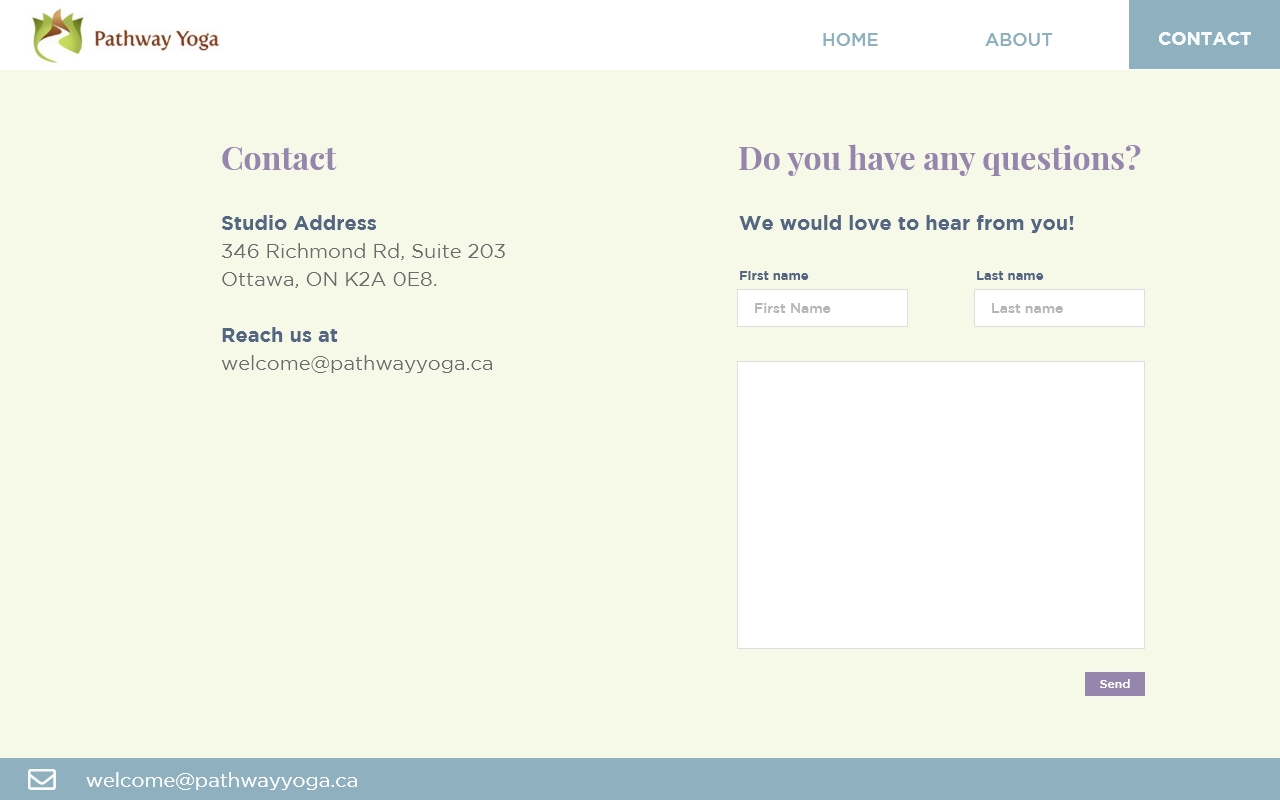 Pathway Yoga
HOME
ABOUT
CONTACT
Contact
Studio Address
346 Richmond Rd, Suite 203
Ottawa, ON K2A 0E8.
Reach us at
welcome@pathwayyoga.ca
Do you have any questions?
We would love to hear from you!
First name
Last name
First Name
Last name
Send
welcome@pathwayyoga.ca